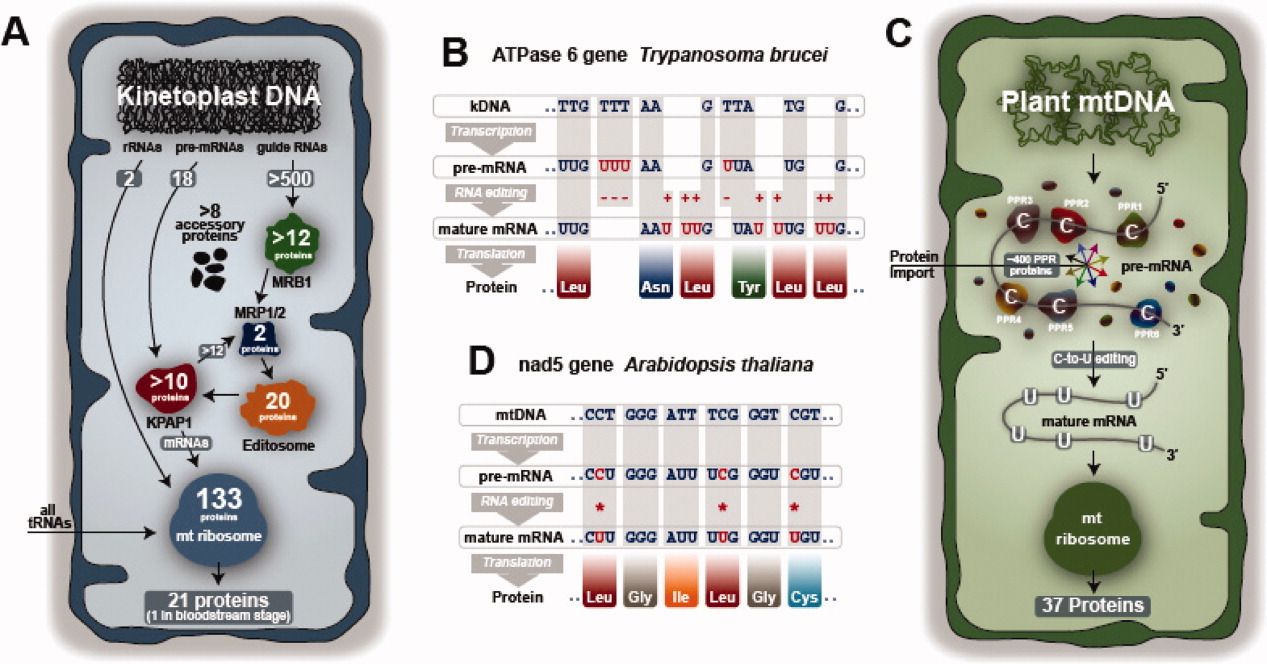 A
Kinetoplast DNA
rRNAs pre-mRNAs guide RNAs
2 18 >500
>8
accessory
proteins
>12
proteins
MRB1
MRP1/2
2
proteins
>12
>10
proteins
KPAP1
20
proteins
Editosome
mRNAs
133
proteins
mt ribosome
all
tRNAs
21 proteins
(1 in bloodstream stage)
B ATPase 6 gene Trypanosoma brucei
kDNA ..TTG TTT AA G TTA TG G..
Transcription
pre-mRNA ..UUG UUU AA G UUA UG G..
RNA editing --- + ++ - + + ++
mature mRNA ..UUG AAU UUG UAU UUG UUG..
Translation
Protein .. Leu Asn Leu Tyr Leu Leu ..
D nad5 gene Arabidopsis thaliana
mtDNA ..CCT GGG ATT TCG GGT CGT..
Transcription
pre-mRNA ..CCU GGG AUU UCG GGU CGU..
RNA editing * * *
mature mRNA ..CUU GGG AUU UUG GGU UGU..
Translation
Protein .. Leu Gly Ile Leu Gly Cys ..
C
Plant mtDNA
5'
PPR3 PPR2 PPR1
C C C
Protein
Import
~400 PPR
proteins
pre-mRNA
C C C
PPR4 PPR5 PPR6
3'
C-to-U editing
5'
U U U
mature mRNA
U U U
3'
mt
ribosome
37 Proteins